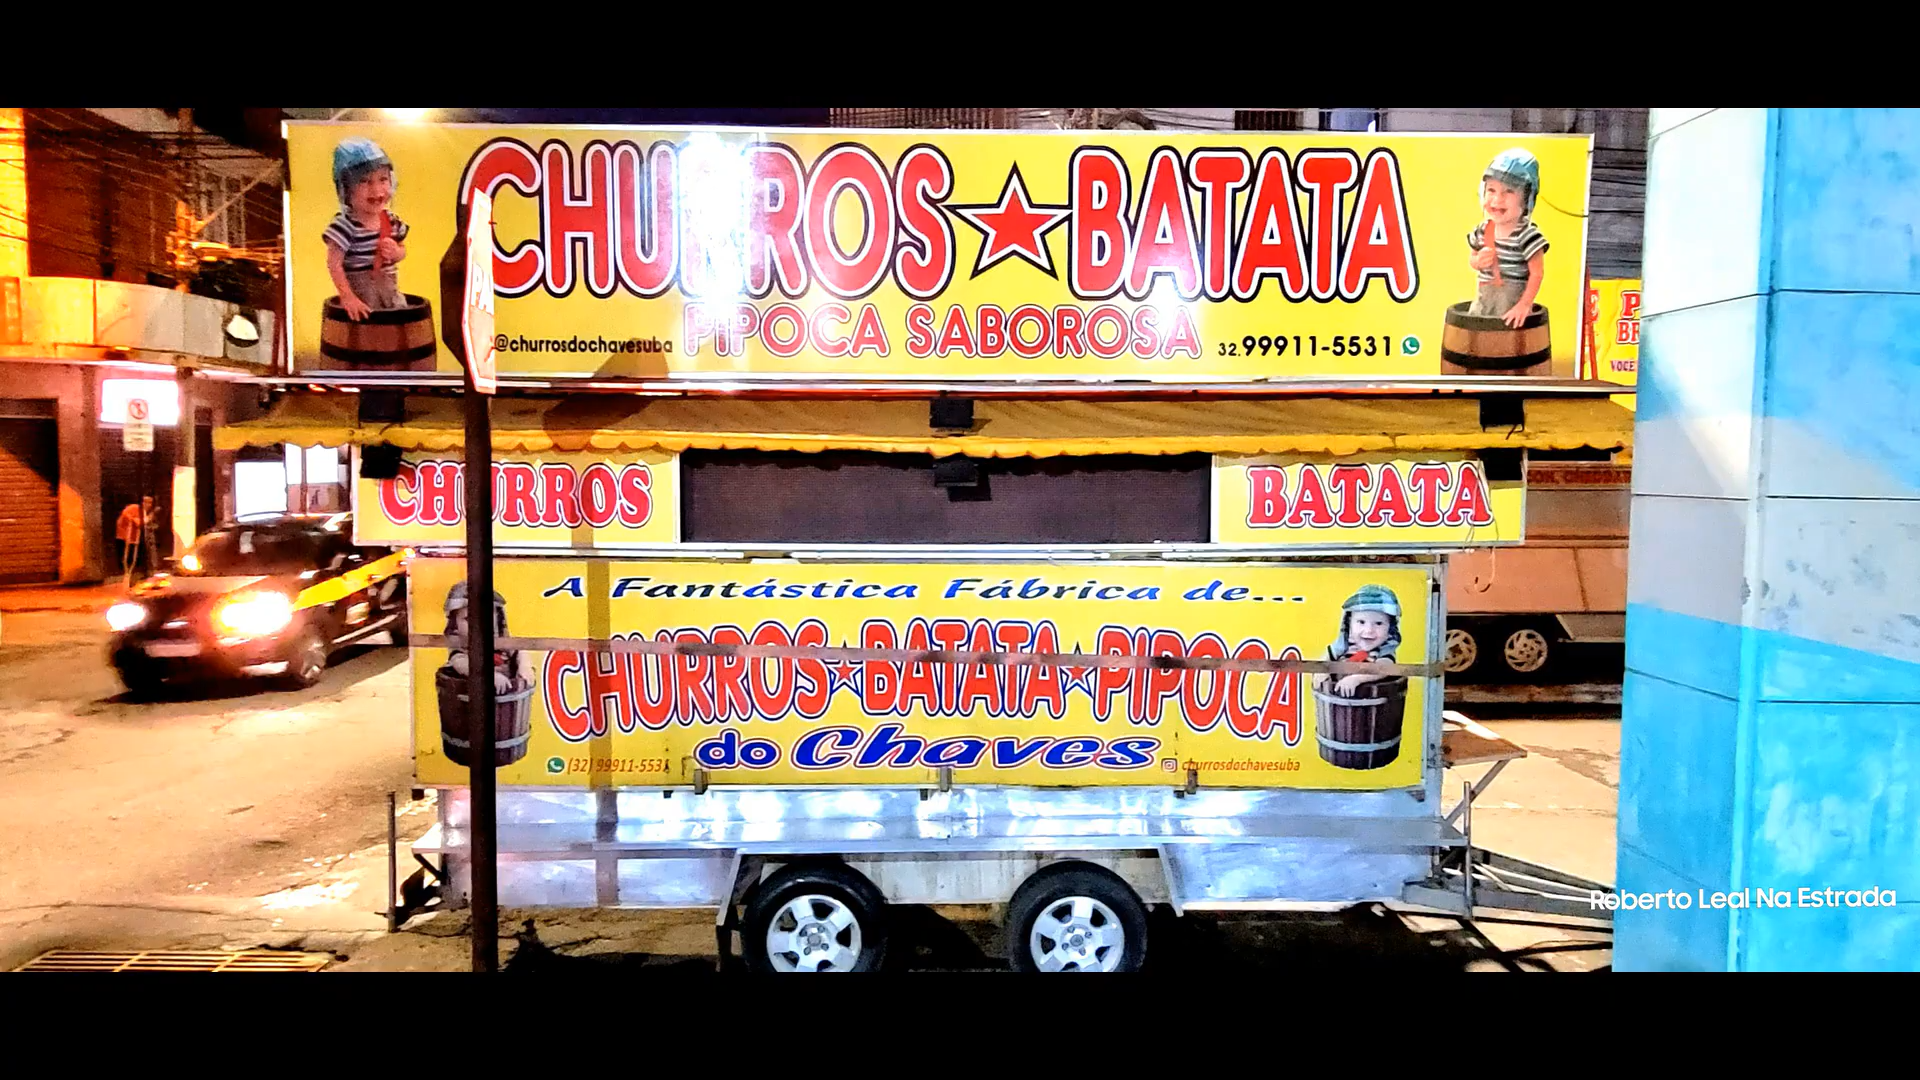 CHURROS★BATATA
PIPOCA SABOROSA
@churrosdochavesuba
32.99911-5531
CHURROS
BATATA
A Fantástica Fábrica de...
CHURROS★BATATA★PIPOCA
do Chaves
(32) 99911-5531
churrosdochavesuba
Roberto Leal Na Estrada